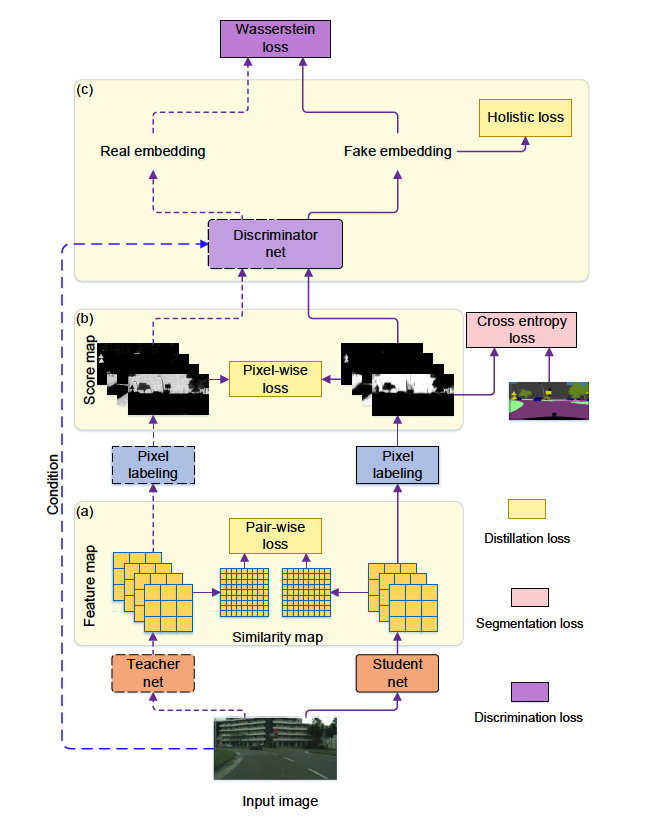 Wasserstein
loss
(c)
Holistic loss
Real embedding
Fake embedding
Discriminator
net
(b)
Score map
Pixel-wise
loss
Cross entropy
loss
Pixel
labeling
Pixel
labeling
Condition
(a)
Feature map
Pair-wise
loss
Similarity map
Distillation loss
Segmentation loss
Discrimination loss
Teacher
net
Student
net
Input image